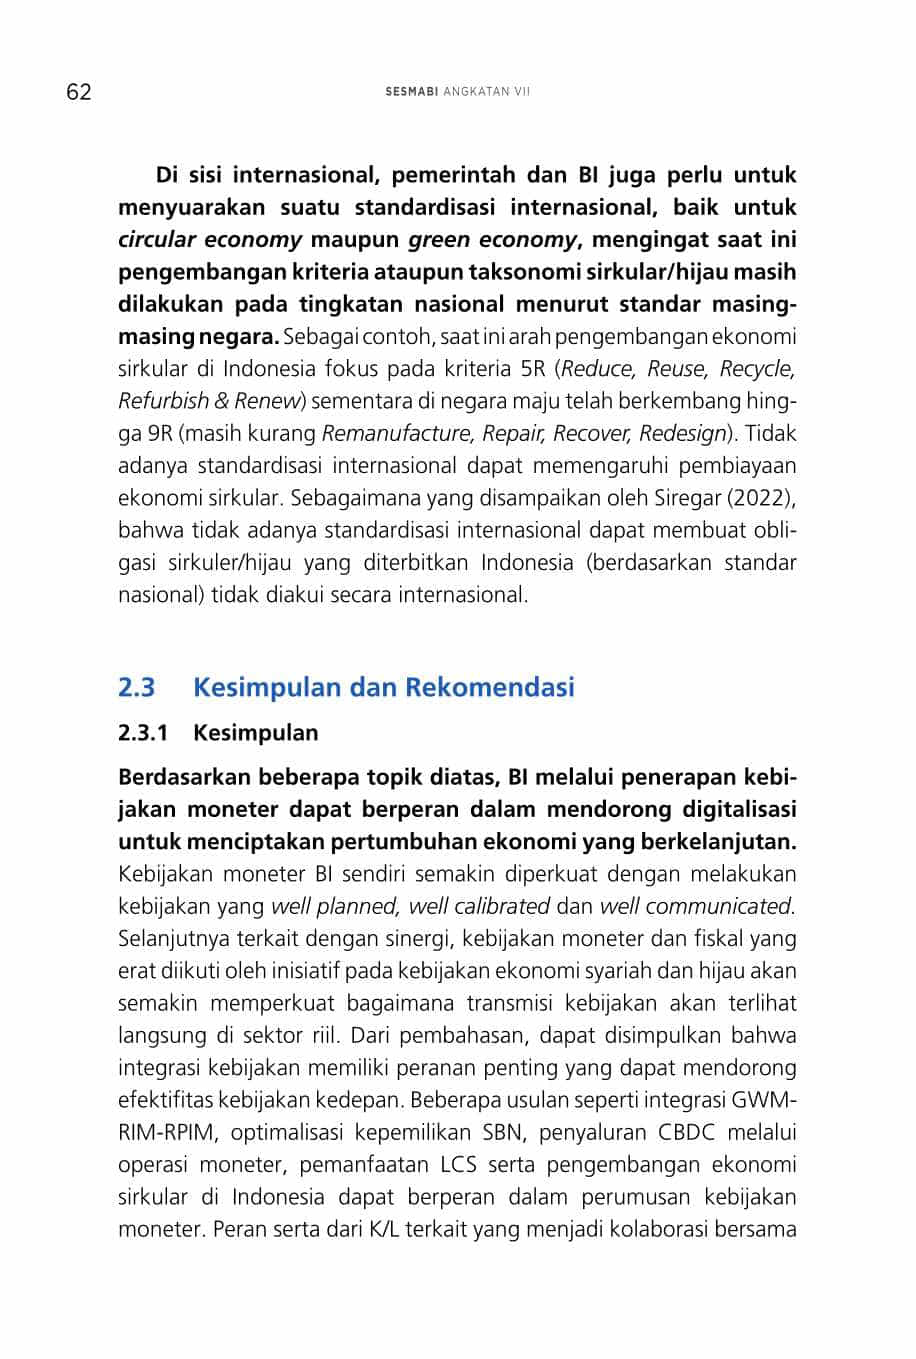 62
SESMABI ANGKATAN VII
Di sisi internasional, pemerintah dan BI juga perlu untuk
menyuarakan suatu standardisasi internasional, baik untuk
circular economy maupun green economy, mengingat saat ini
pengembangan kriteria ataupun taksonomi sirkular/hijau masih
dilakukan pada tingkatan nasional menurut standar masing-
masing negara. Sebagai contoh, saat ini arah pengembangan ekonomi
sirkular di Indonesia fokus pada kriteria 5R (Reduce, Reuse, Recycle,
Refurbish & Renew) sementara di negara maju telah berkembang hing-
ga 9R (masih kurang Remanufacture, Repair, Recover, Redesign). Tidak
adanya standardisasi internasional dapat memengaruhi pembiayaan
ekonomi sirkular. Sebagaimana yang disampaikan oleh Siregar (2022),
bahwa tidak adanya standardisasi internasional dapat membuat obli-
gasi sirkuler/hijau yang diterbitkan Indonesia (berdasarkan standar
nasional) tidak diakui secara internasional.
2.3 Kesimpulan dan Rekomendasi
2.3.1 Kesimpulan
Berdasarkan beberapa topik diatas, BI melalui penerapan kebi-
jakan moneter dapat berperan dalam mendorong digitalisasi
untuk menciptakan pertumbuhan ekonomi yang berkelanjutan.
Kebijakan moneter BI sendiri semakin diperkuat dengan melakukan
kebijakan yang well planned, well calibrated dan well communicated.
Selanjutnya terkait dengan sinergi, kebijakan moneter dan fiskal yang
erat diikuti oleh inisiatif pada kebijakan ekonomi syariah dan hijau akan
semakin memperkuat bagaimana transmisi kebijakan akan terlihat
langsung di sektor riil. Dari pembahasan, dapat disimpulkan bahwa
integrasi kebijakan memiliki peranan penting yang dapat mendorong
efektifitas kebijakan kedepan. Beberapa usulan seperti integrasi GWM-
RIM-RPIM, optimalisasi kepemilikan SBN, penyaluran CBDC melalui
operasi moneter, pemanfaatan LCS serta pengembangan ekonomi
sirkular di Indonesia dapat berperan dalam perumusan kebijakan
moneter. Peran serta dari K/L terkait yang menjadi kolaborasi bersama